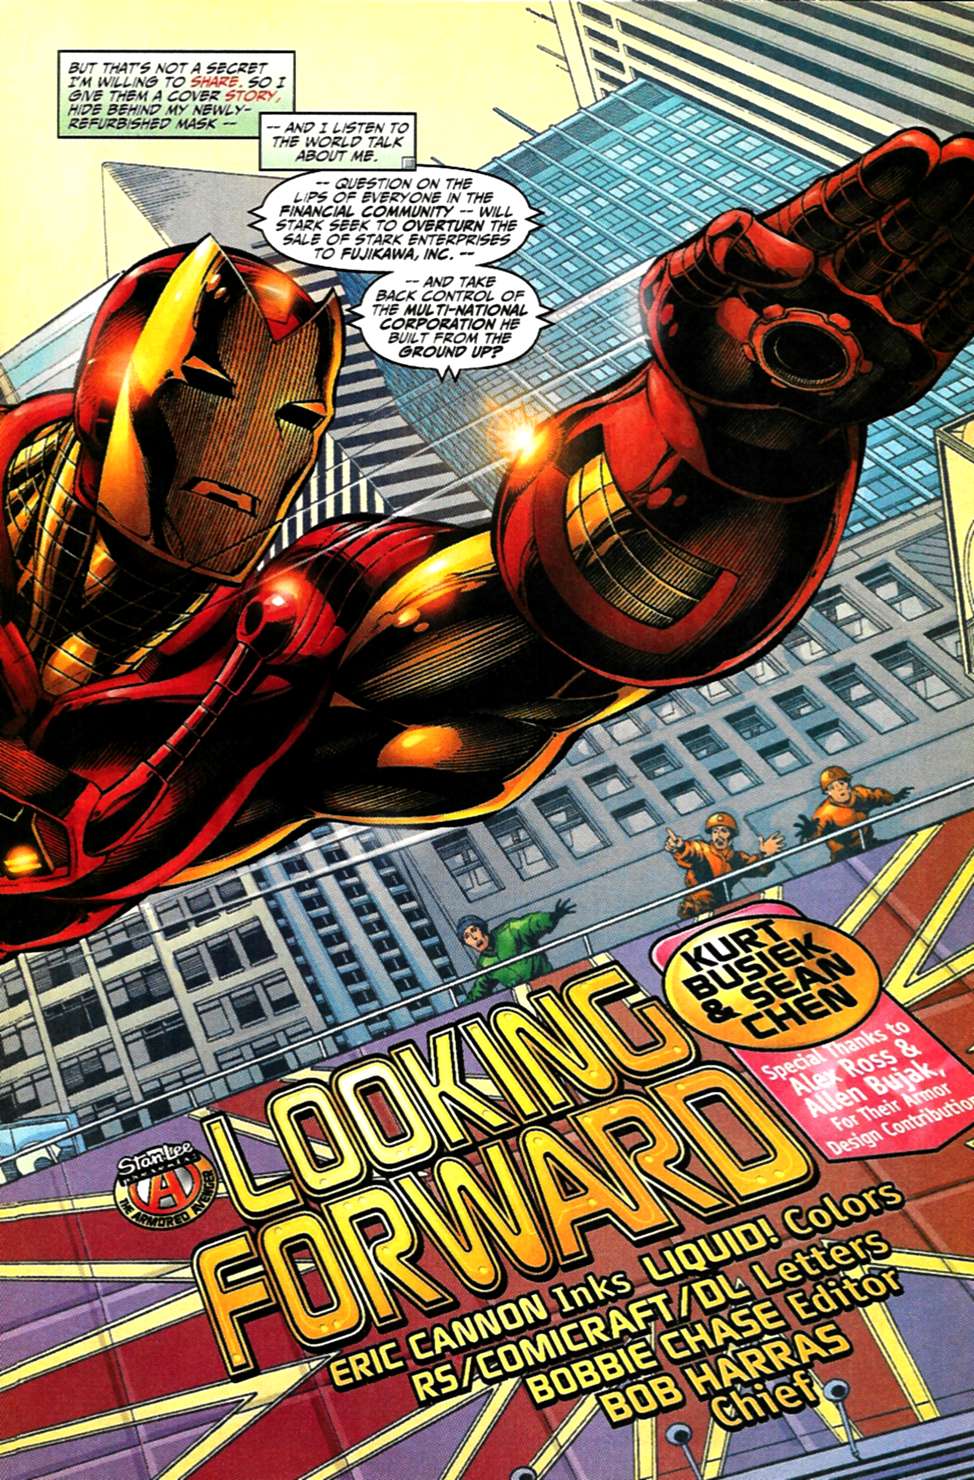 BUT THAT'S NOT A SECRET
I'M WILLING TO SHARE. SO I
GIVE THEM A COVER STORY,
HIDE BEHIND MY NEWLY-
REFURBISHED MASK --
-- AND I LISTEN TO
THE WORLD TALK
ABOUT ME.
-- QUESTION ON THE
LIPS OF EVERYONE IN THE
FINANCIAL COMMUNITY -- WILL
STARK SEEK TO OVERTURN THE
SALE OF STARK ENTERPRISES
TO FUJIKAWA, INC. --
-- AND TAKE
BACK CONTROL OF
THE MULTI-NATIONAL
CORPORATION HE
BUILT FROM THE
GROUND UP?
KURT
BUSIEK
& SEAN
CHEN
Special Thanks to
Alex Ross &
Allen Bujak,
For Their Armor
Design Contribution
Stan Lee
A
THE ARMORED AVENGER
LOOKING
FORWARD
ERIC CANNON Inks LIQUID! Colors
RS/COMICRAFT/DL Letters
BOBBIE CHASE Editor
BOB HARRAS
Chief